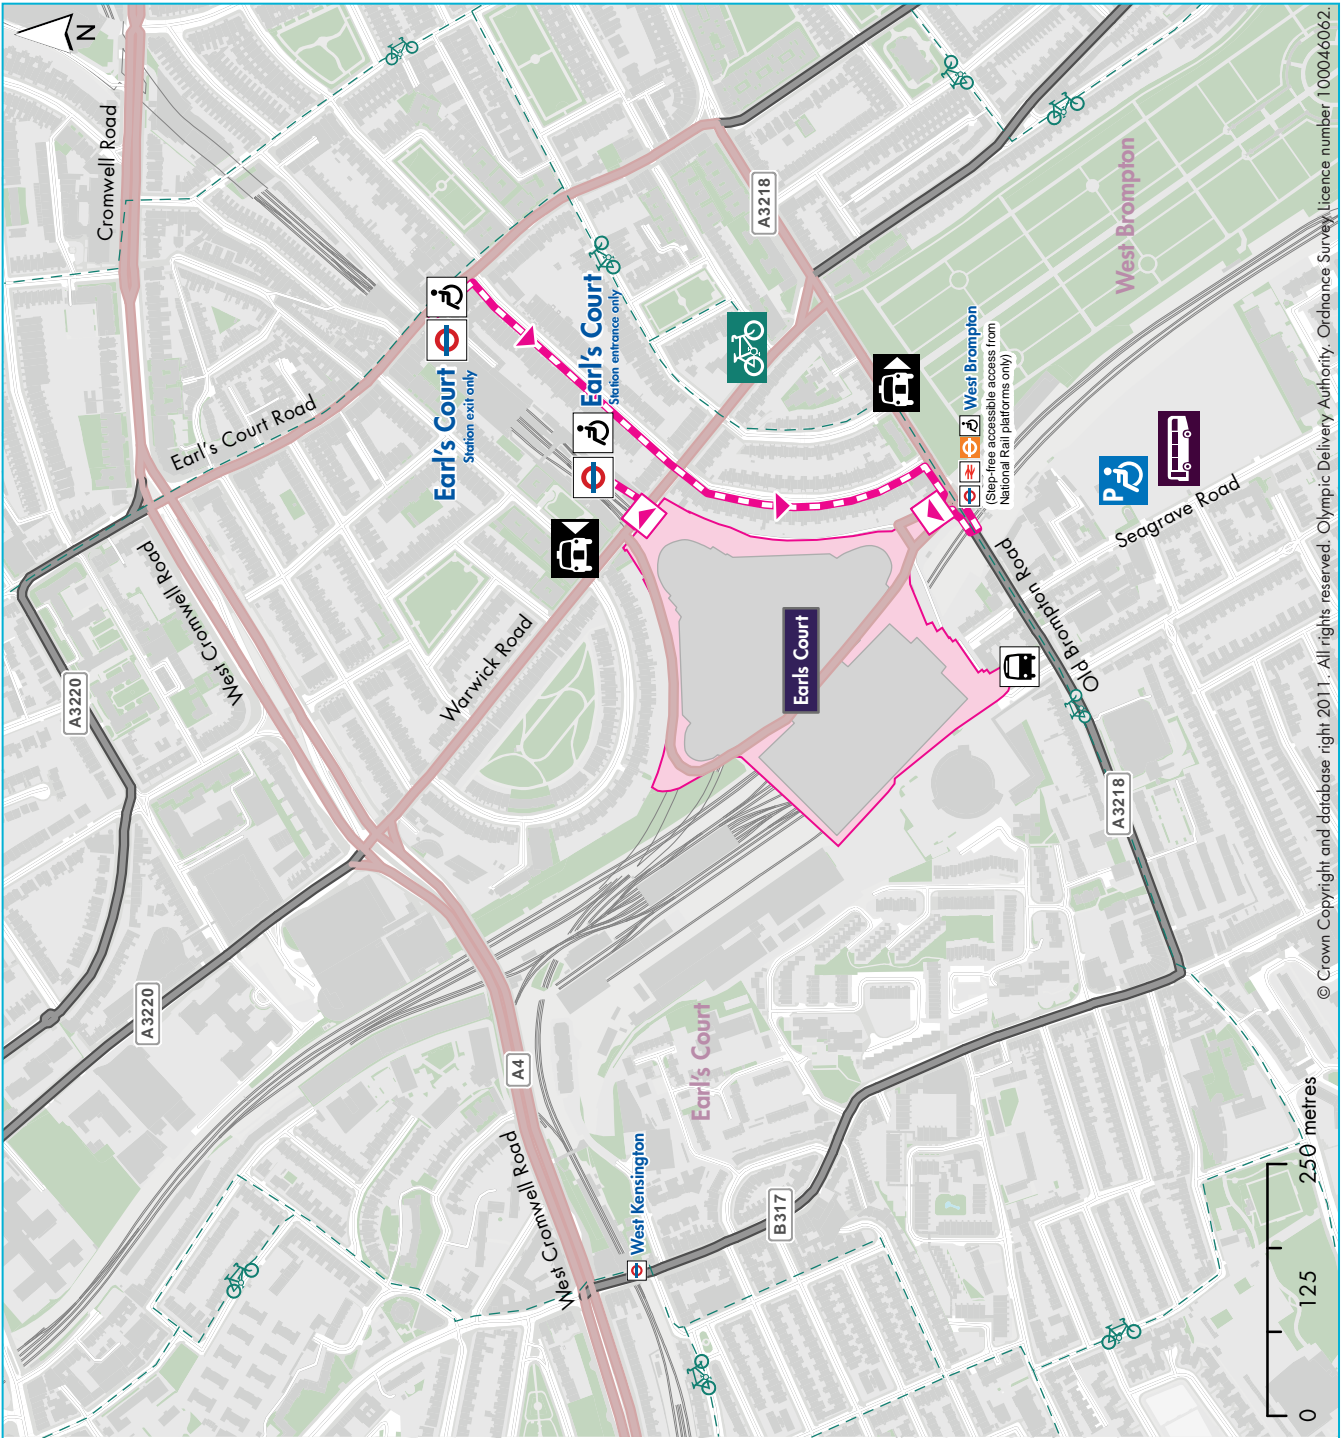 N
Cromwell Road
Earl's Court Road
A3218
West Brompton
Earl's Court
Station exit only
Earl's Court
Station entrance only
West Brompton
(Step-free accessible access from
National Rail platforms only)
P
Seagrave Road
West Cromwell Road
A3220
Warwick Road
Earls Court
Old Brompton Road
A3218
A3220
A4
Earl's Court
West Cromwell Road
West Kensington
B317
0 125 250 metres
© Crown Copyright and database right 2011. All rights reserved. Olympic Delivery Authority. Ordnance Survey Licence number 100046062.